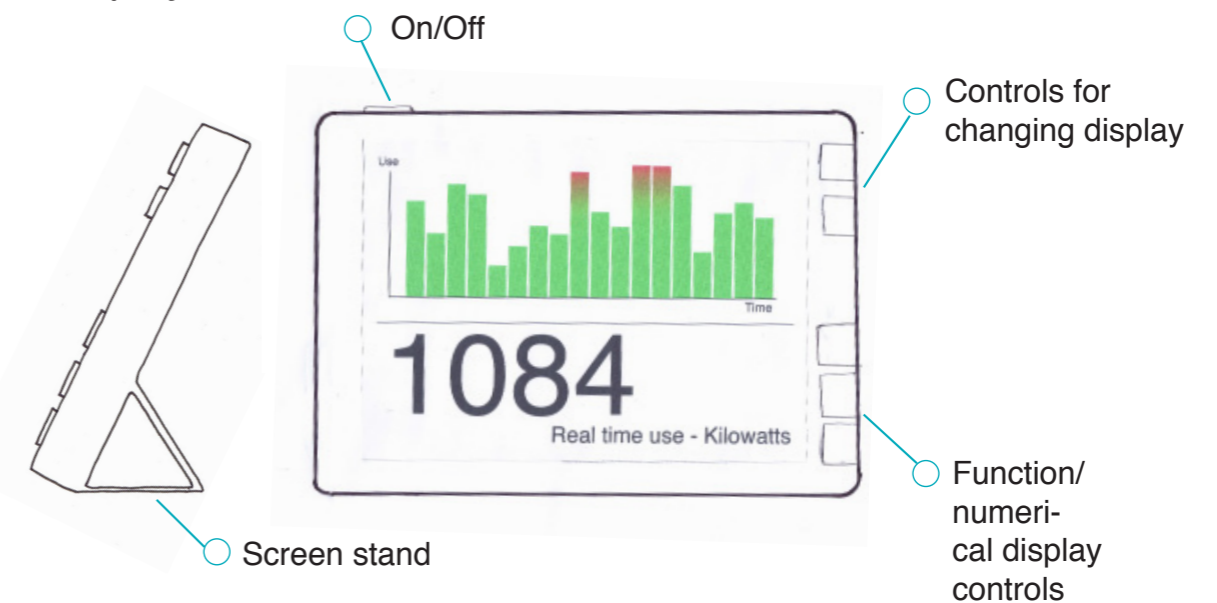 On/Off
Controls for
changing display
Use
Time
1084
Real time use - Kilowatts
Function/
numeri-
cal display
controls
Screen stand